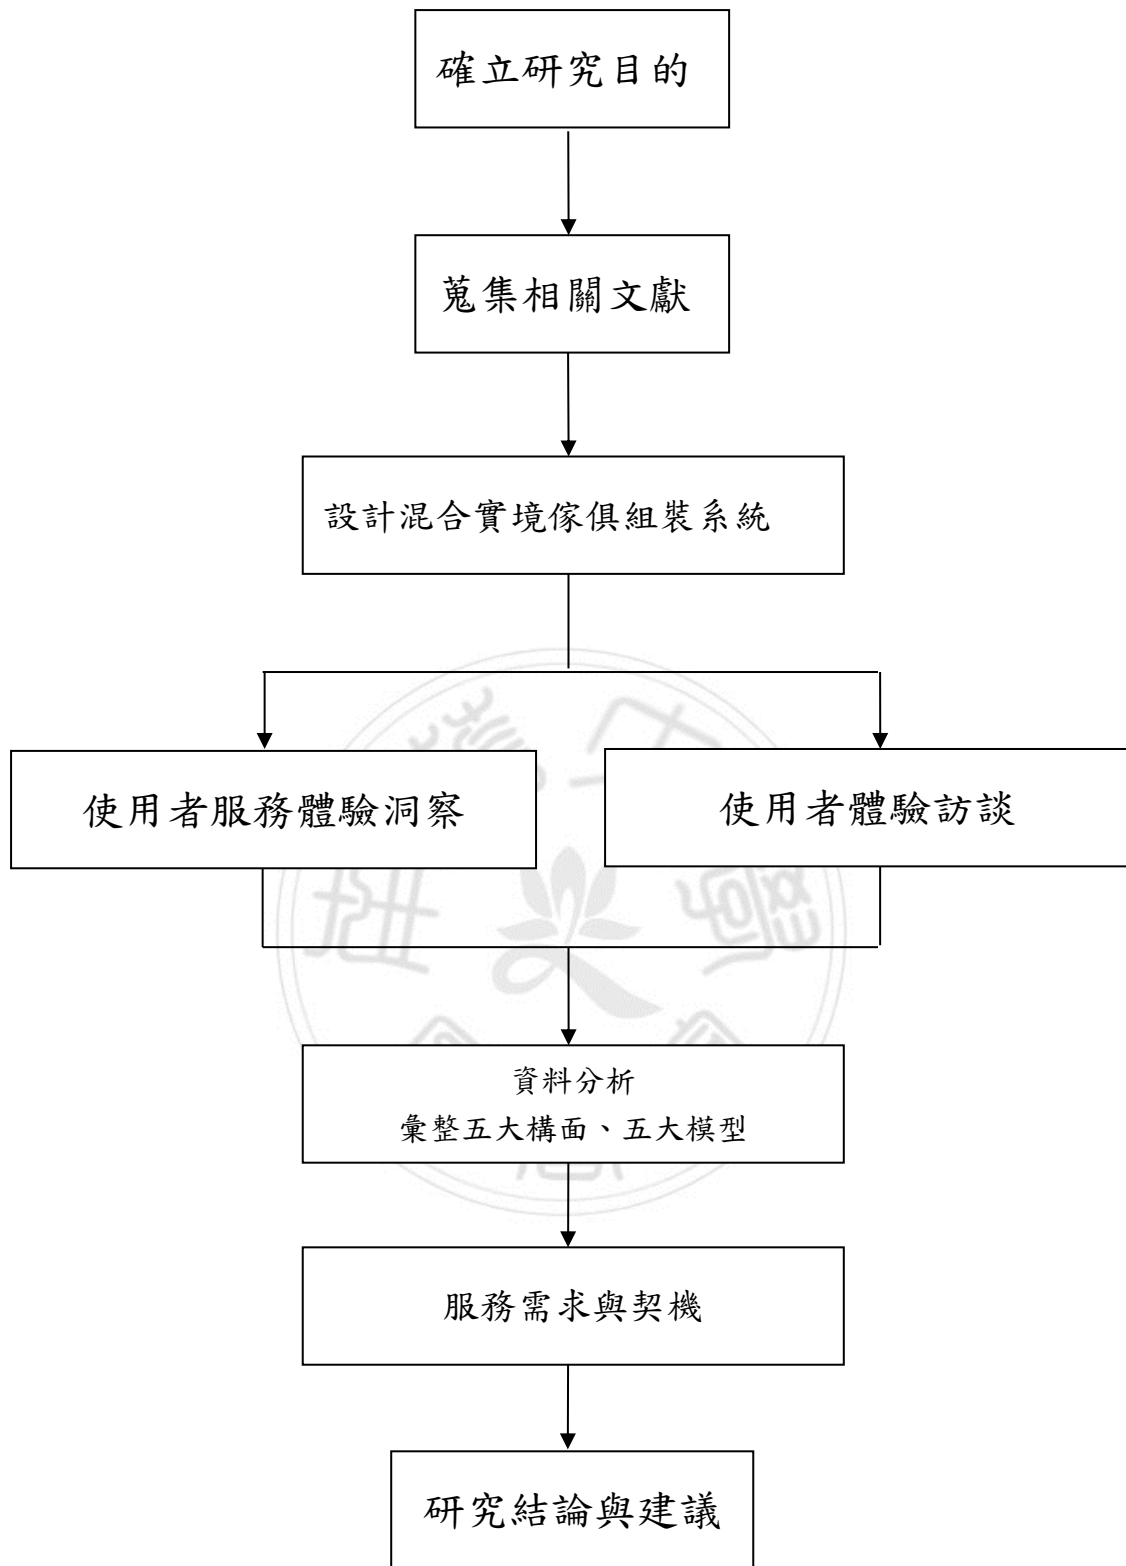 確立研究目的
蒐集相關文獻
設計混合實境傢俱組裝系統
使用者服務體驗洞察
使用者體驗訪談
資料分析
彙整五大構面、五大模型
服務需求與契機
研究結論與建議